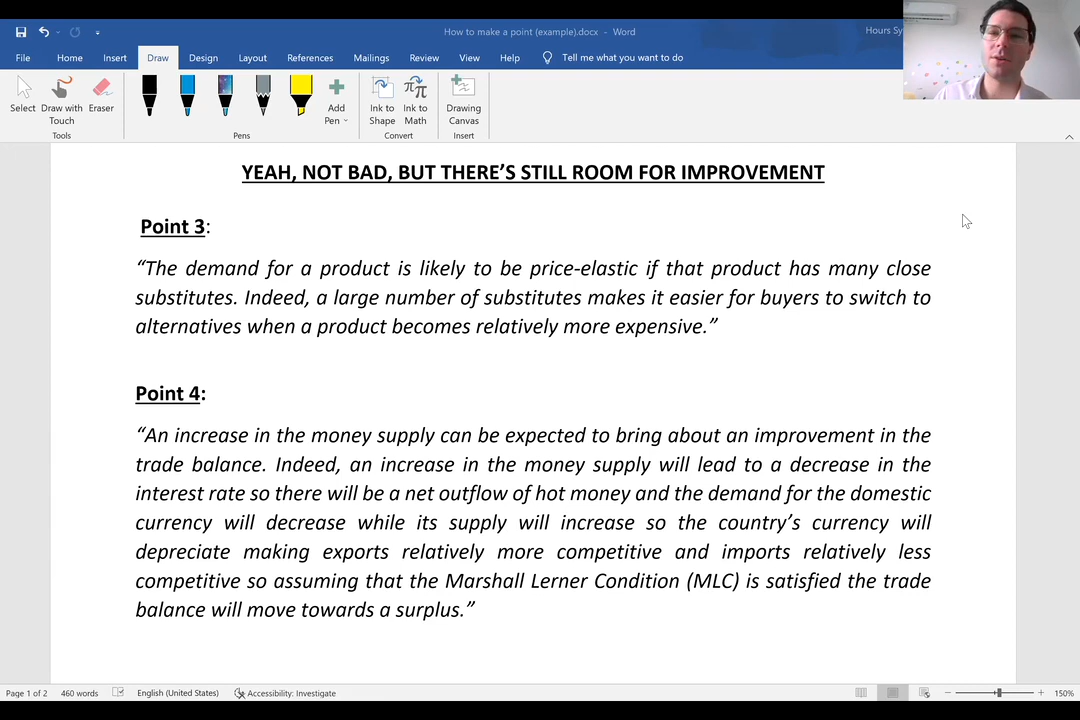 How to make a point (example).docx - Word
Hours Sy
File Home Insert Draw Design Layout References Mailings Review View Help Tell me what you want to do
Select Draw with Touch Eraser Add Pen Ink to Shape Ink to Math Drawing Canvas
Tools Pens Convert Insert
YEAH, NOT BAD, BUT THERE’S STILL ROOM FOR IMPROVEMENT
Point 3:
“The demand for a product is likely to be price-elastic if that product has many close
substitutes. Indeed, a large number of substitutes makes it easier for buyers to switch to
alternatives when a product becomes relatively more expensive.”
Point 4:
“An increase in the money supply can be expected to bring about an improvement in the
trade balance. Indeed, an increase in the money supply will lead to a decrease in the
interest rate so there will be a net outflow of hot money and the demand for the domestic
currency will decrease while its supply will increase so the country’s currency will
depreciate making exports relatively more competitive and imports relatively less
competitive so assuming that the Marshall Lerner Condition (MLC) is satisfied the trade
balance will move towards a surplus.”
Page 1 of 2 460 words English (United States) Accessibility: Investigate 150%